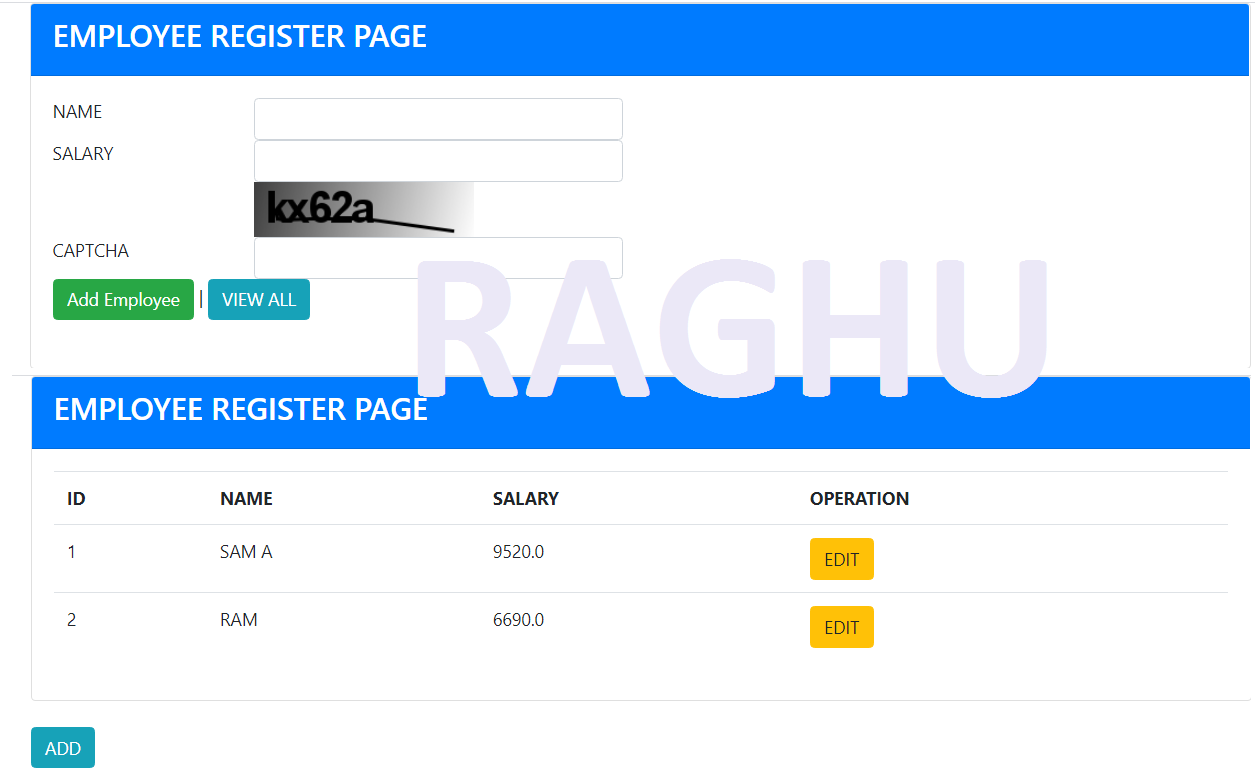 EMPLOYEE REGISTER PAGE
NAME
SALARY
kx62a
CAPTCHA
Add Employee | VIEW ALL
RAGHU
EMPLOYEE REGISTER PAGE
ID NAME SALARY OPERATION
1 SAM A 9520.0 EDIT
2 RAM 6690.0 EDIT
ADD